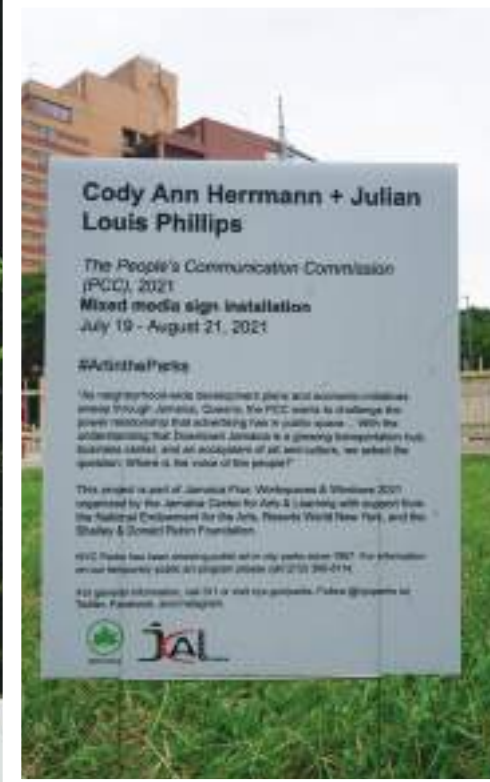 Cody Ann Herrmann + Julian
Louis Phillips
The People's Communication Commission
(PCC), 2021
Mixed media sign installation
July 19 - August 21, 2021
#ArtintheParks
"As neighborhood-wide development plans and economic initiatives
sweep through Jamaica, Queens, the PCC wants to challenge the
power relationship that advertising has in public space... With the
understanding that Downtown Jamaica is a growing transportation hub,
business center, and an ecosystem of art and culture, we asked the
question: Where is the voice of the people?"
This project is part of Jamaica Flux: Workspaces & Windows 2021
organized by the Jamaica Center for Arts & Learning with support from
the National Endowment for the Arts, Resorts World New York, and the
Shelley & Donald Rubin Foundation.
NYC Parks has been showing public art in city parks since 1967. For information
on our temporary public art program please call (212)
For general information, call 311 or visit nyc.gov/parks. Follow @nycparks on
Twitter, Facebook, and Instagram.
JCAL